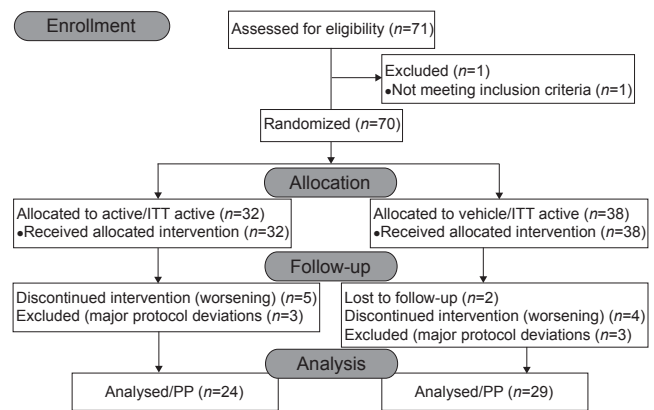 Enrollment
Assessed for eligibility (n=71)
Excluded (n=1)
●Not meeting inclusion criteria (n=1)
Randomized (n=70)
Allocation
Allocated to active/ITT active (n=32)
●Received allocated intervention (n=32)
Allocated to vehicle/ITT active (n=38)
●Received allocated intervention (n=38)
Follow-up
Discontinued intervention (worsening) (n=5)
Excluded (major protocol deviations (n=3)
Lost to follow-up (n=2)
Discontinued intervention (worsening) (n=4)
Excluded (major protocol deviations (n=3)
Analysis
Analysed/PP (n=24)
Analysed/PP (n=29)